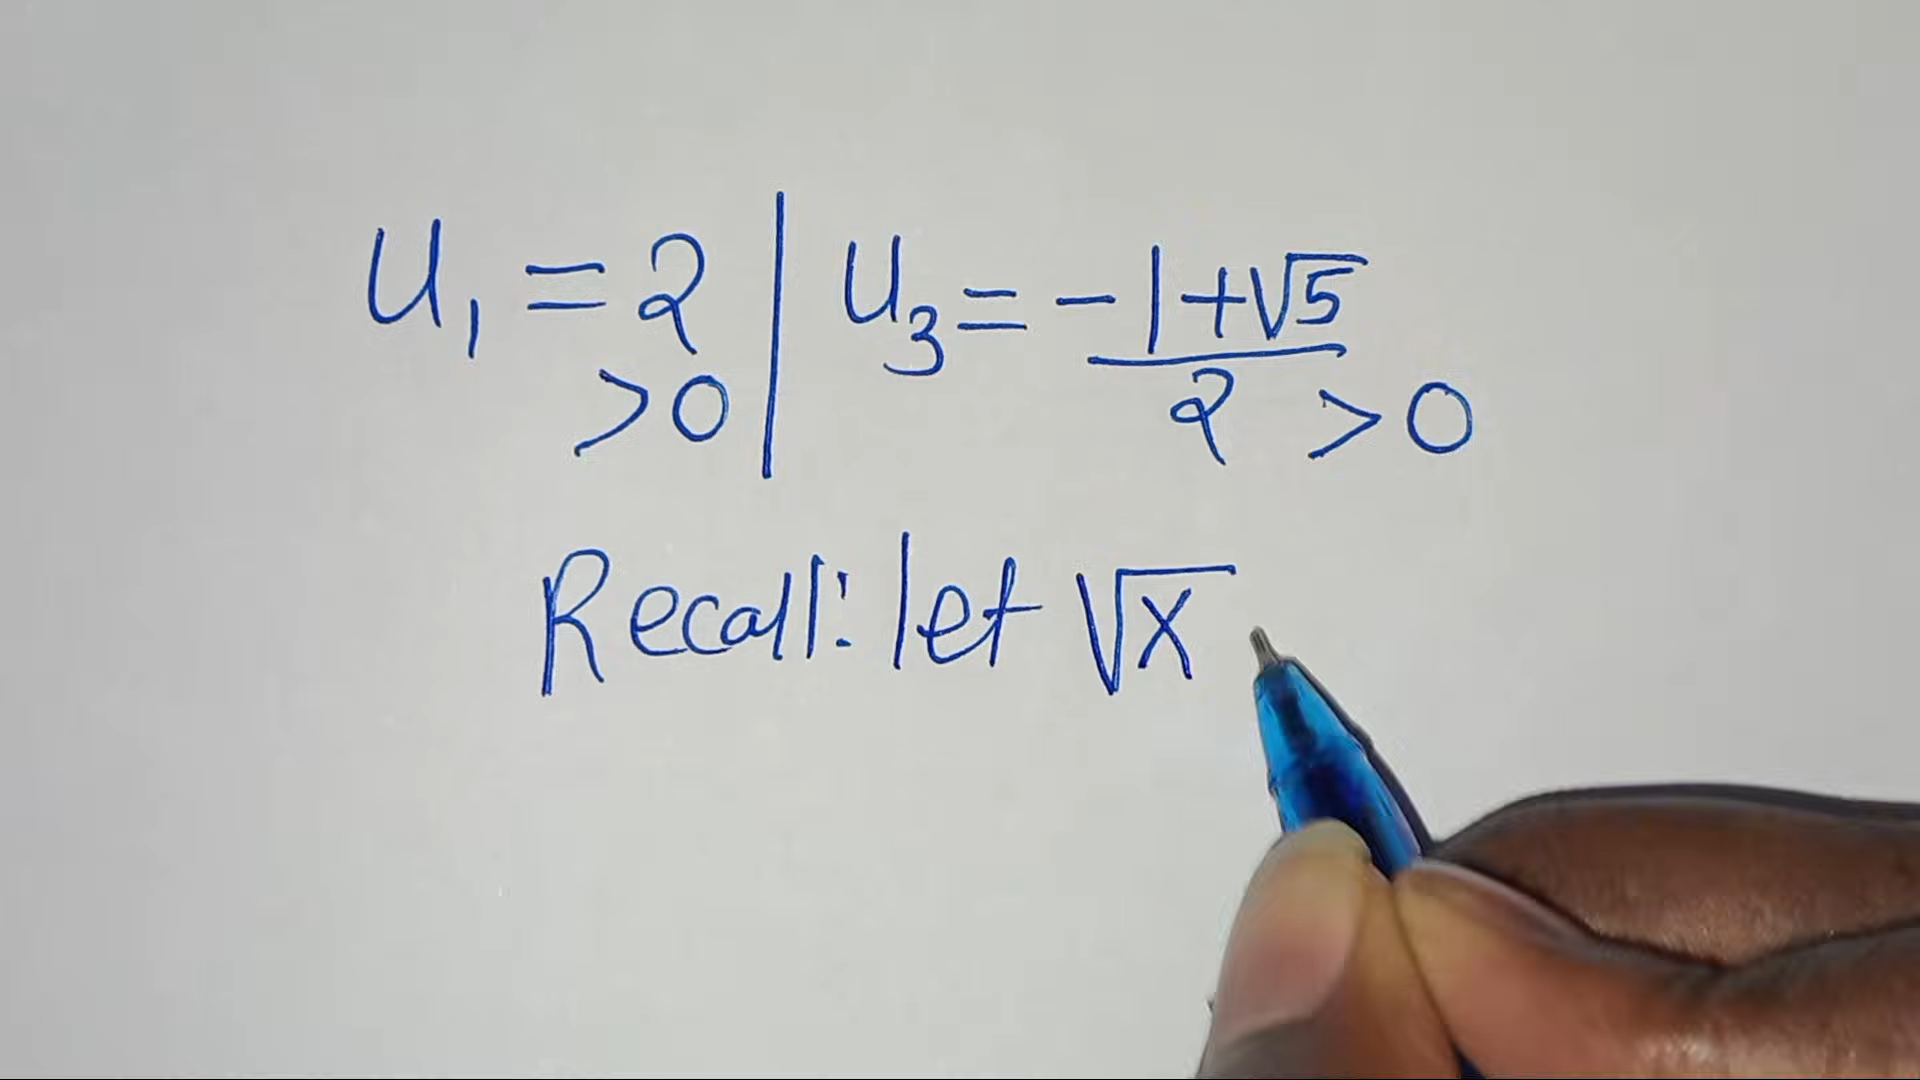 U₁ = 2 | U₃ = (-1+√5)/2
>0 | >0
Recall: let √x